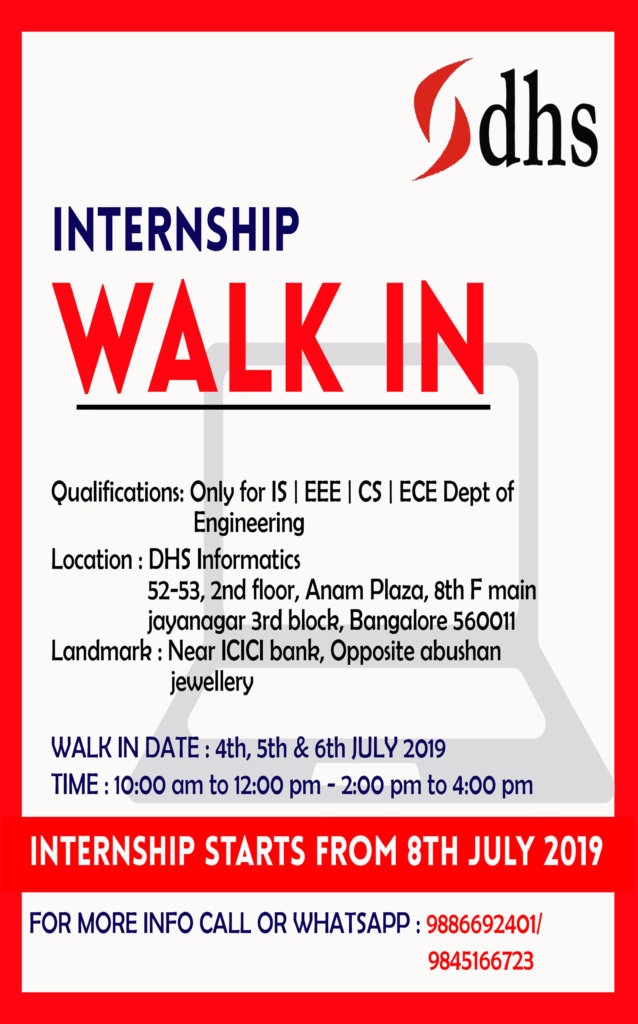 dhs
INTERNSHIP
WALK IN
Qualifications: Only for IS | EEE | CS | ECE Dept of
Engineering
Location : DHS Informatics
52-53, 2nd floor, Anam Plaza, 8th F main
jayanagar 3rd block, Bangalore 560011
Landmark : Near ICICI bank, Opposite abushan
jewellery
WALK IN DATE : 4th, 5th & 6th JULY 2019
TIME : 10:00 am to 12:00 pm - 2:00 pm to 4:00 pm
INTERNSHIP STARTS FROM 8TH JULY 2019
FOR MORE INFO CALL OR WHATSAPP : 9886692401/
9845166723